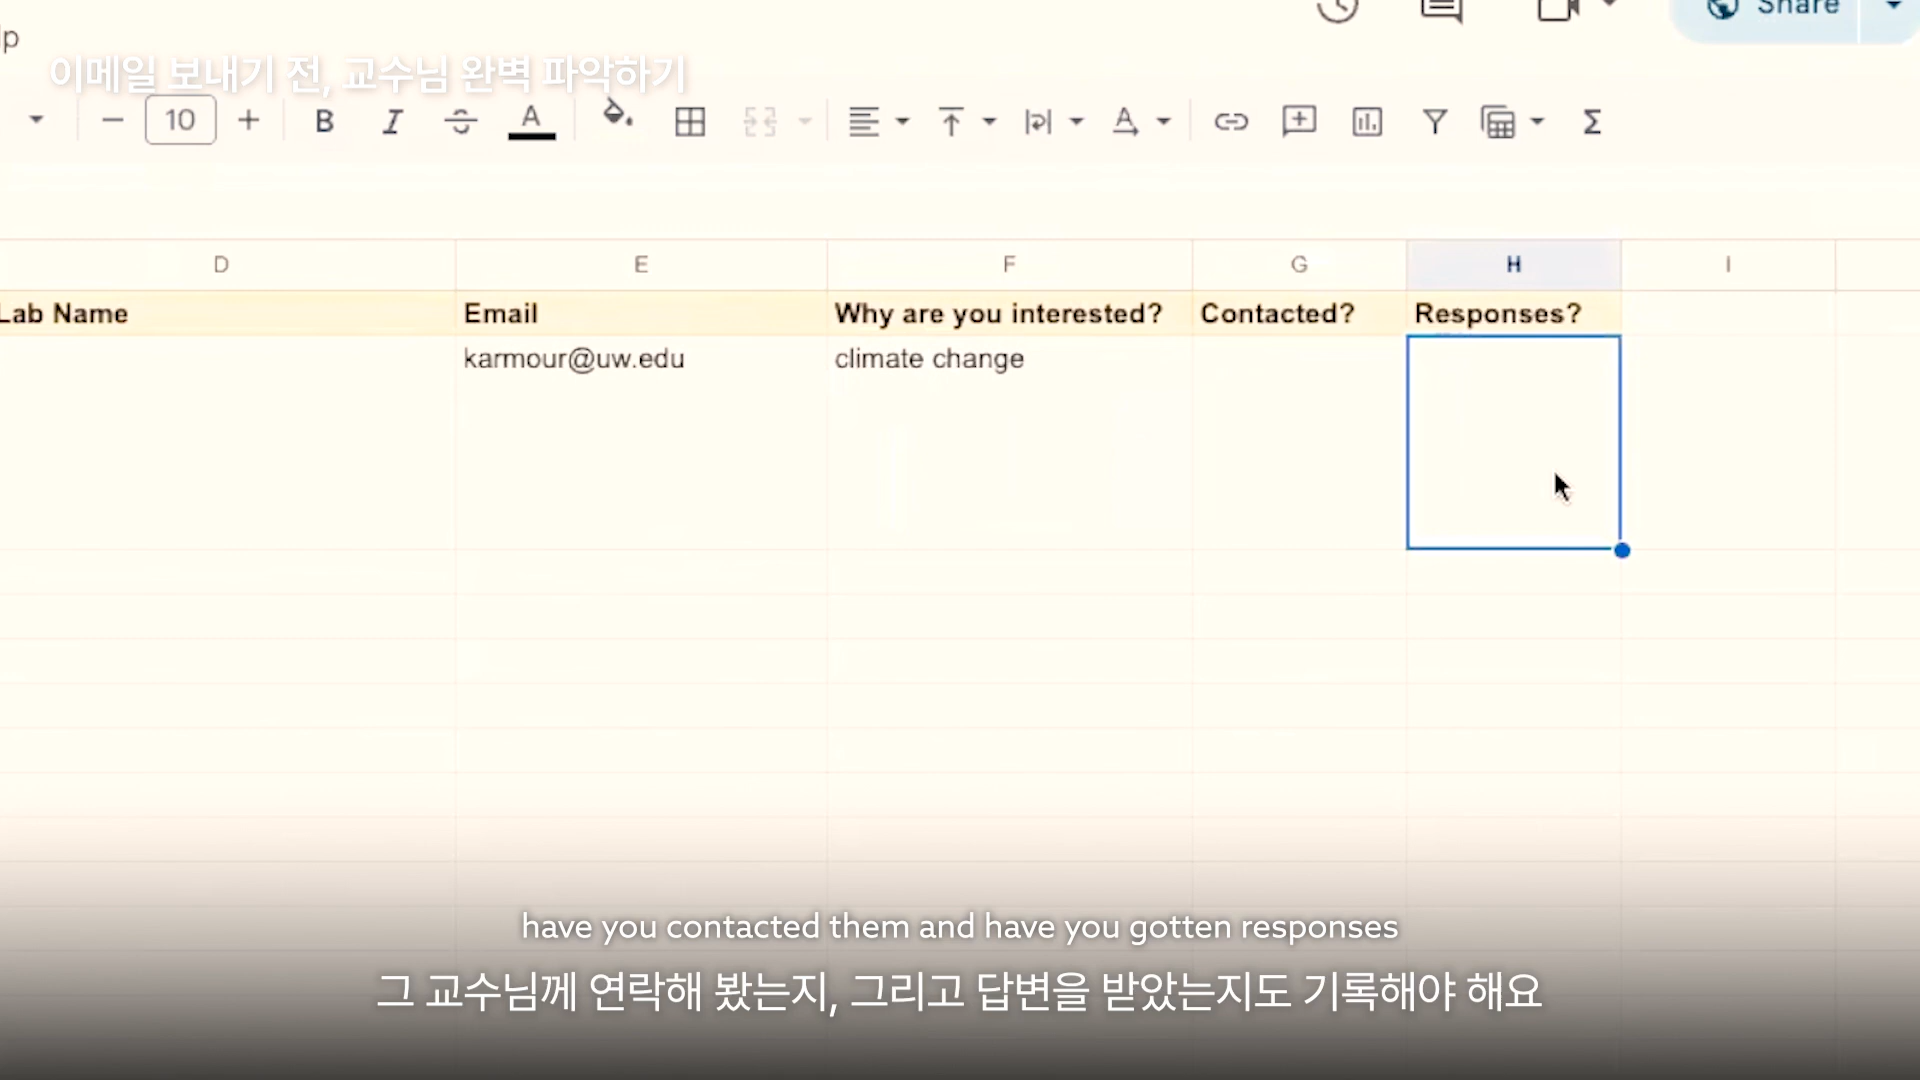 lp
Share
이메일 보내기 전, 교수님 완벽 파악하기
10 B I A A Σ
D E F G H I
Lab Name Email Why are you interested? Contacted? Responses?
karmour@uw.edu climate change
have you contacted them and have you gotten responses
그 교수님께 연락해 봤는지, 그리고 답변을 받았는지도 기록해야 해요